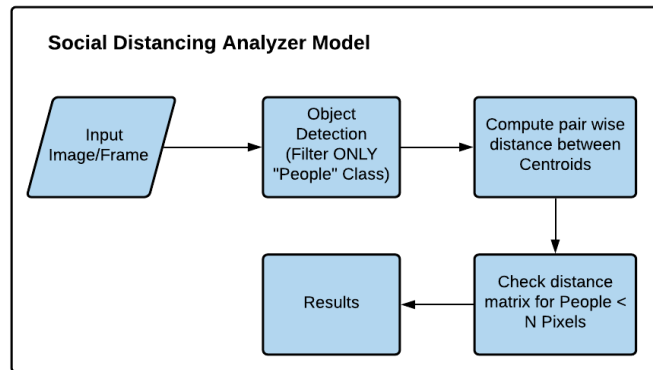 Social Distancing Analyzer Model
Input
Image/Frame
Object
Detection
(Filter ONLY
"People" Class)
Compute pair wise
distance between
Centroids
Check distance
matrix for People <
N Pixels
Results